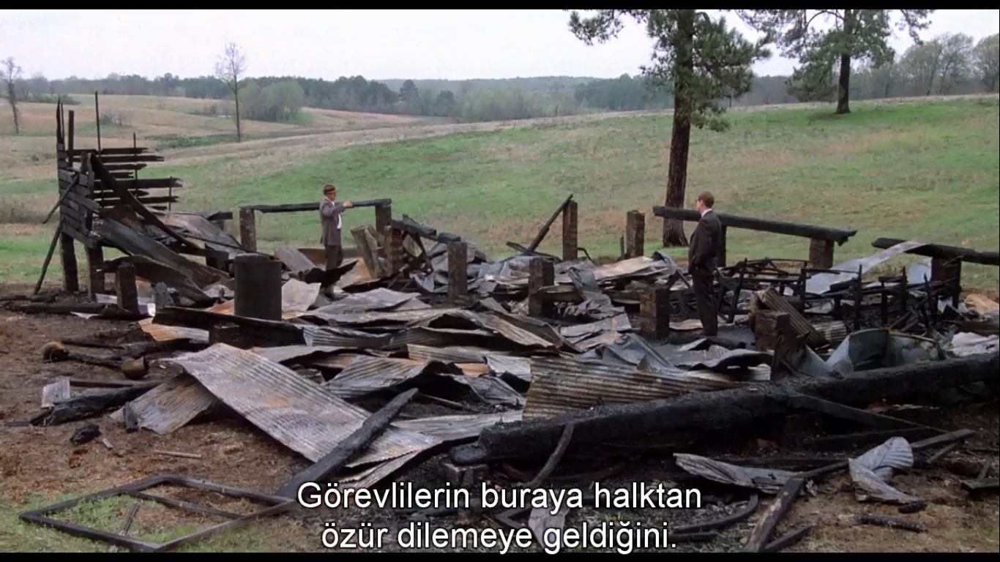 Görevlilerin buraya halktan
özür dilemeye geldiğini.